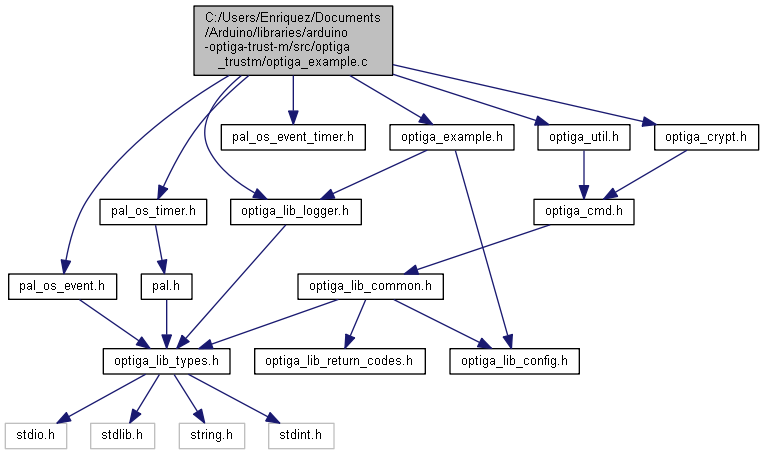 C:/Users/Enriquez/Documents
/Arduino/libraries/arduino
-optiga-trust-m/src/optiga
_trustm/optiga_example.c
pal_os_event_timer.h
optiga_example.h
optiga_util.h
optiga_crypt.h
pal_os_timer.h
optiga_lib_logger.h
optiga_cmd.h
pal_os_event.h
pal.h
optiga_lib_common.h
optiga_lib_types.h
optiga_lib_return_codes.h
optiga_lib_config.h
stdio.h
stdlib.h
string.h
stdint.h